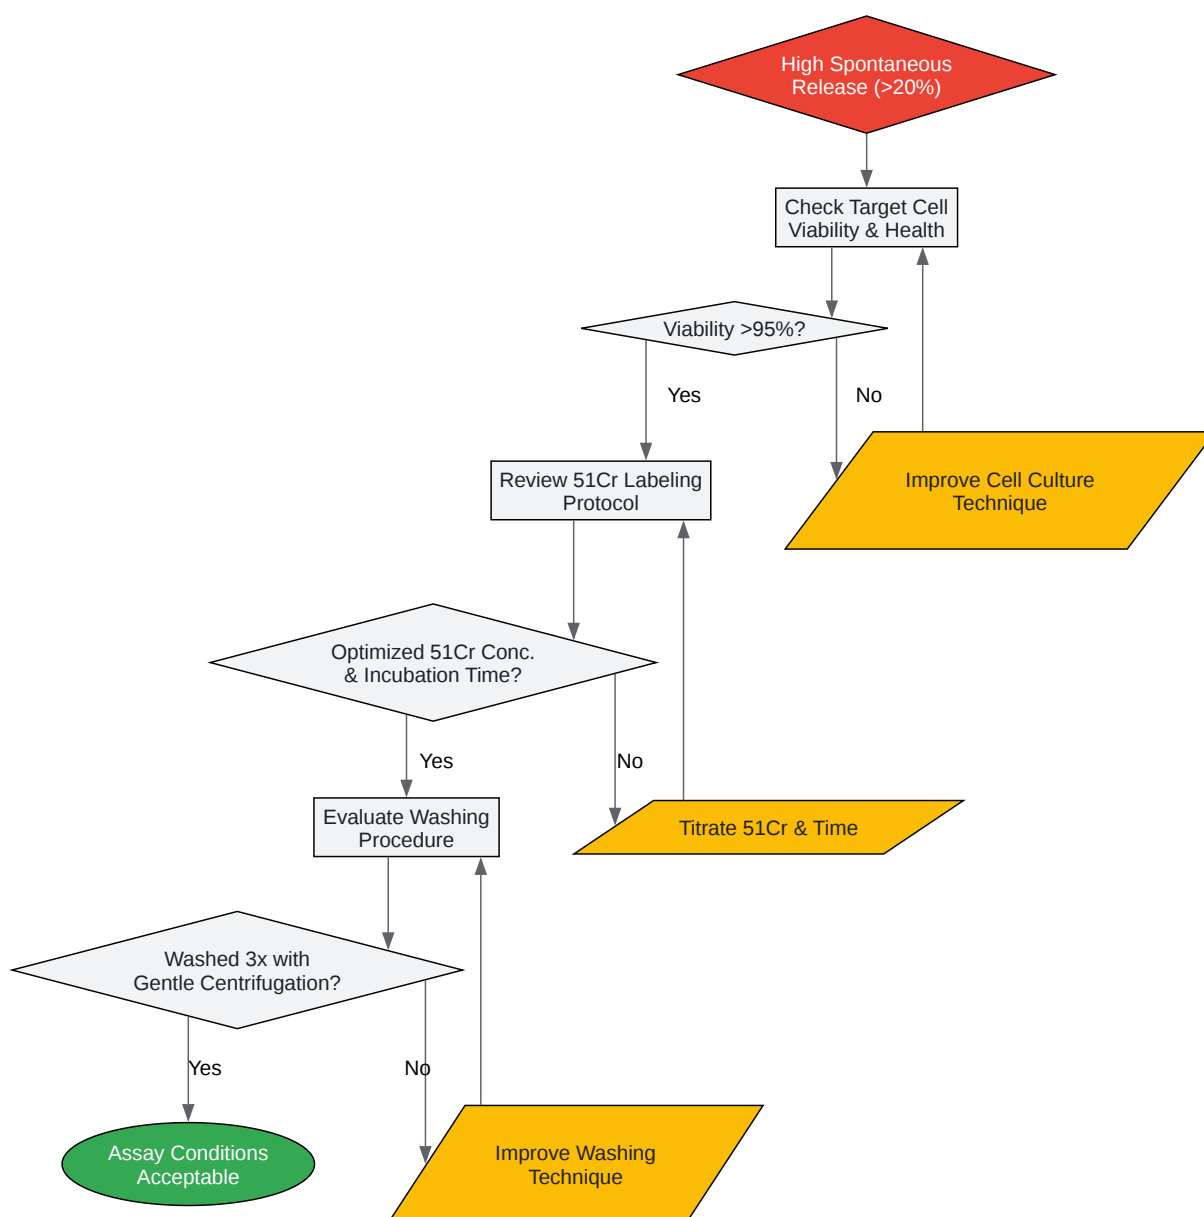 High Spontaneous
Release (>20%)
Check Target Cell
Viability & Health
Viability >95%?
Yes
No
Improve Cell Culture
Technique
Review 51Cr Labeling
Protocol
Optimized 51Cr Conc.
& Incubation Time?
Yes
No
Titrate 51Cr & Time
Evaluate Washing
Procedure
Washed 3x with
Gentle Centrifugation?
Yes
No
Assay Conditions
Acceptable
Improve Washing
Technique